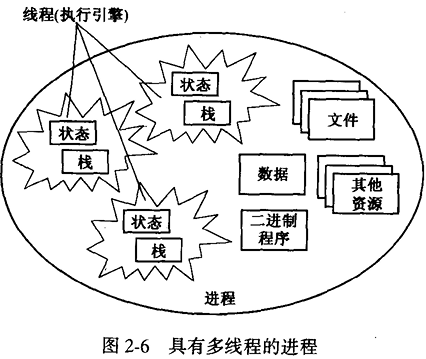 线程(执行引擎)
状态
栈
文件
状态
栈
数据
其他
资源
状态
栈
二进制
程序
进程
图 2-6 具有多线程的进程